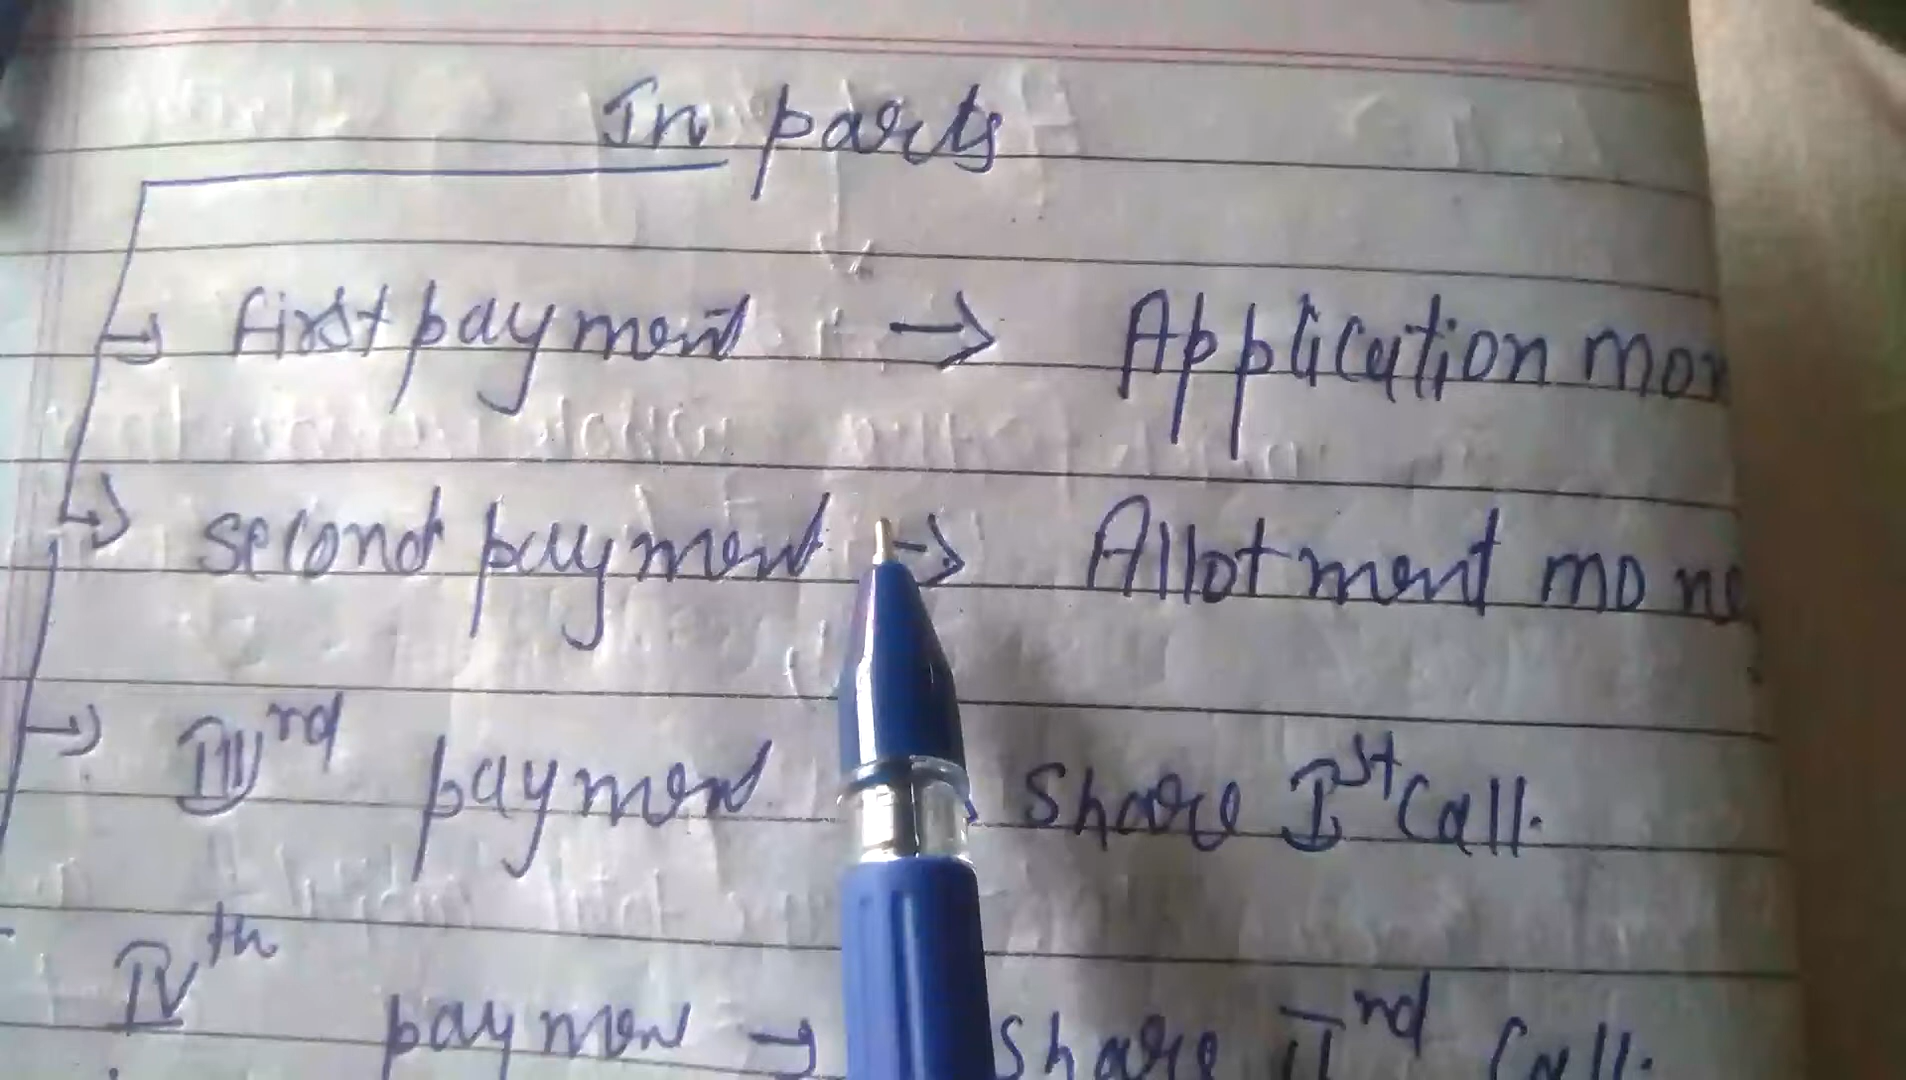 In parts
First payment → Application mon
Second payment → Allotment mone
IIIrd payment Share Ist Call.
IVth paymen → Share IInd Call.